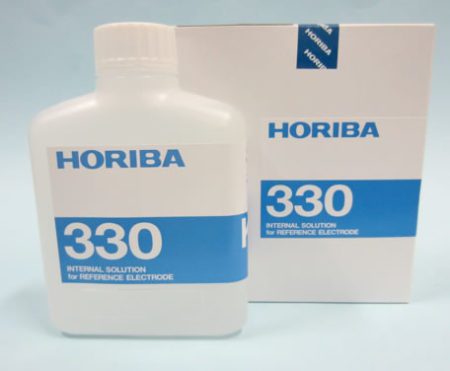 HORIBA
330
INTERNAL SOLUTION
for REFERENCE ELECTRODE
HORIBA
HORIBA
HORIBA
330
INTERNAL SOLUTION
for REFERENCE ELECTRODE